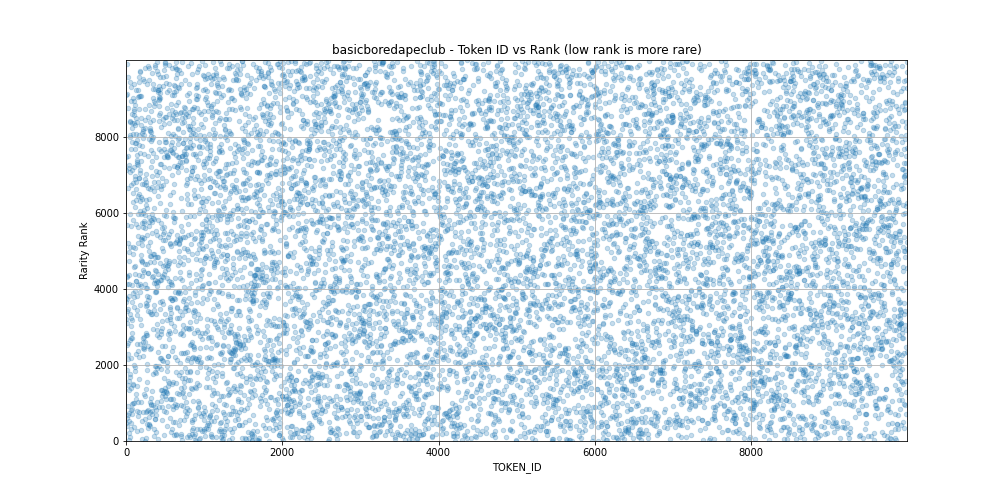 basicboredapeclub - Token ID vs Rank (low rank is more rare)
8000
6000
4000
2000
0
Rarity Rank
0 2000 4000 6000 8000
TOKEN_ID